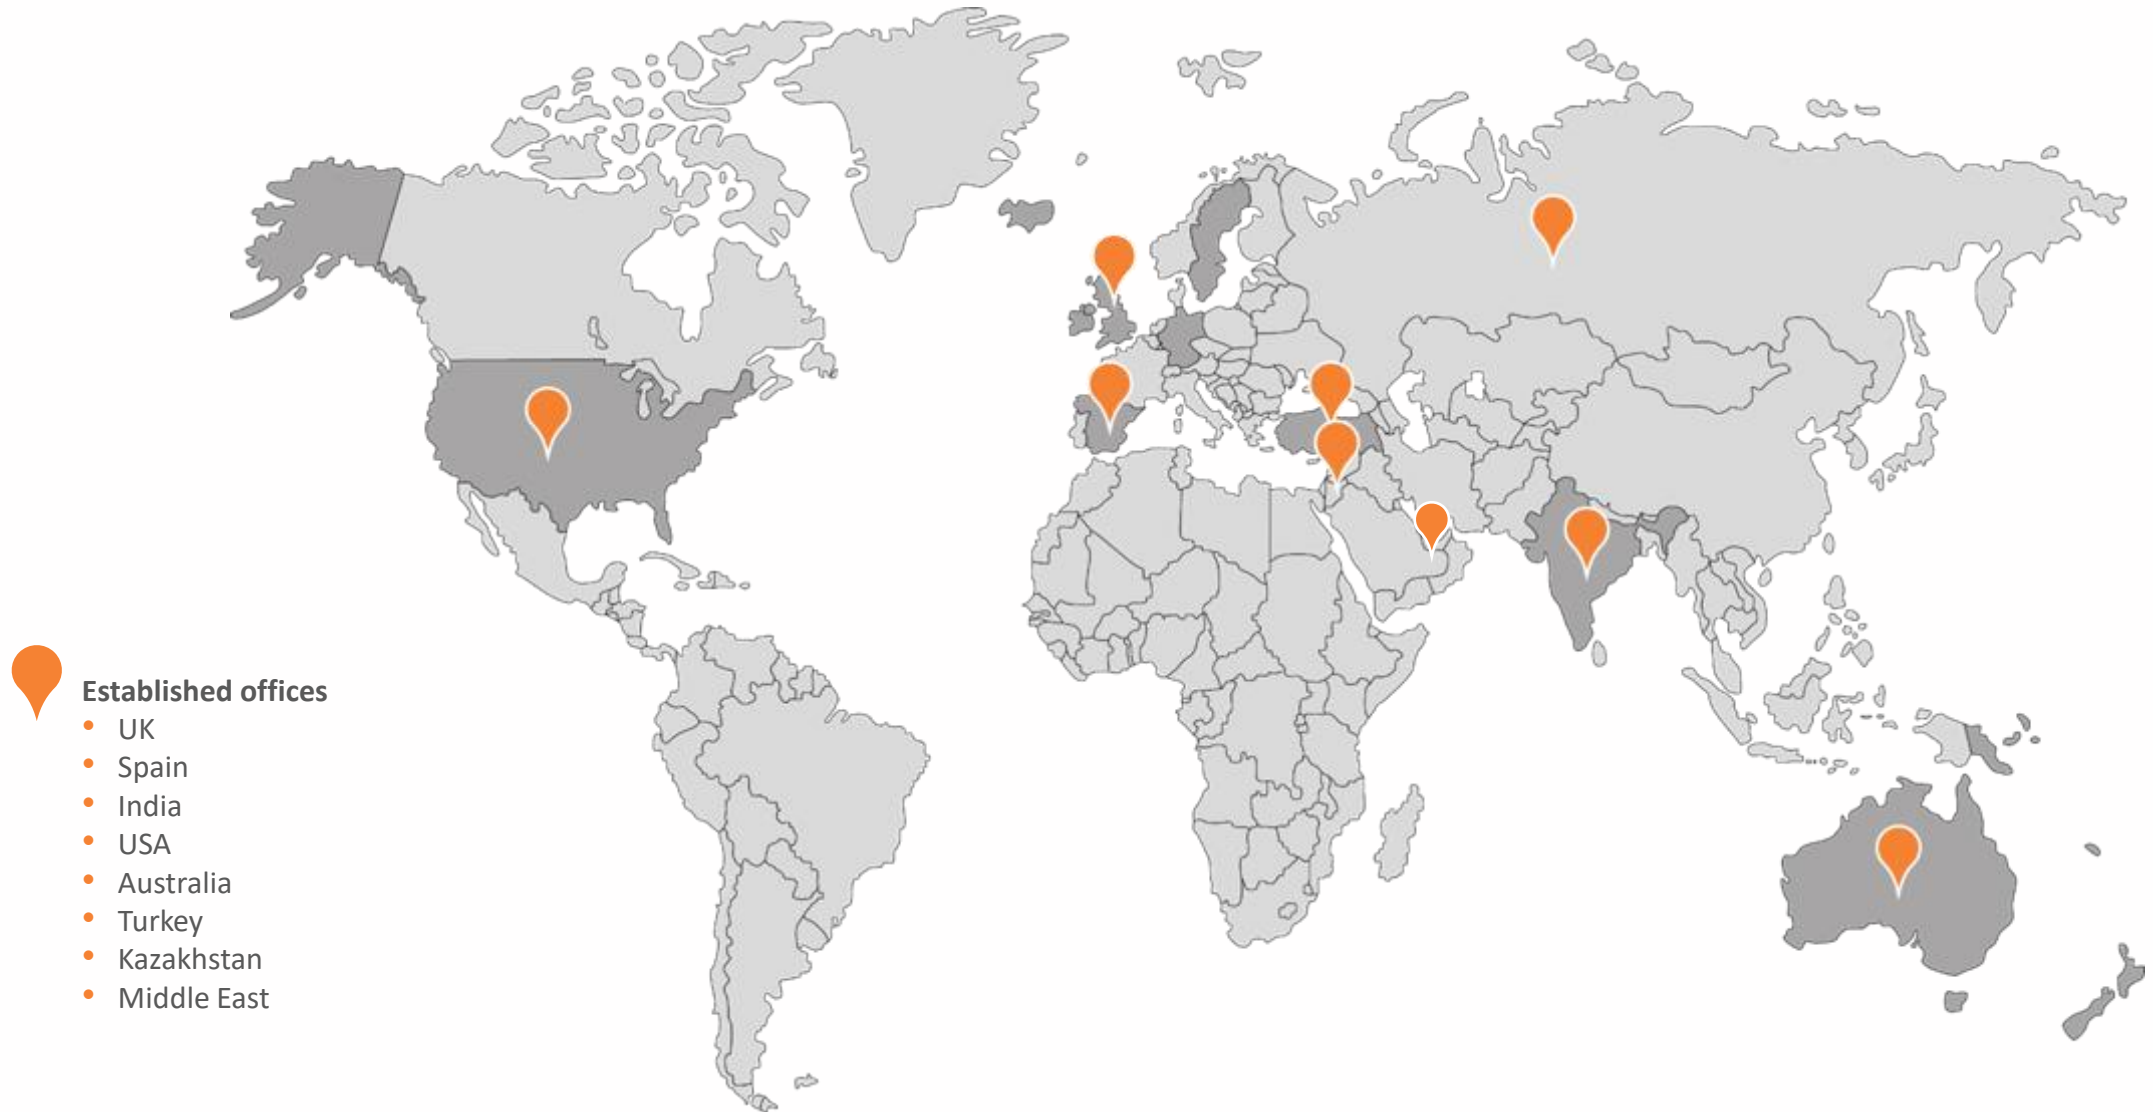 Established offices
• UK
• Spain
• India
• USA
• Australia
• Turkey
• Kazakhstan
• Middle East